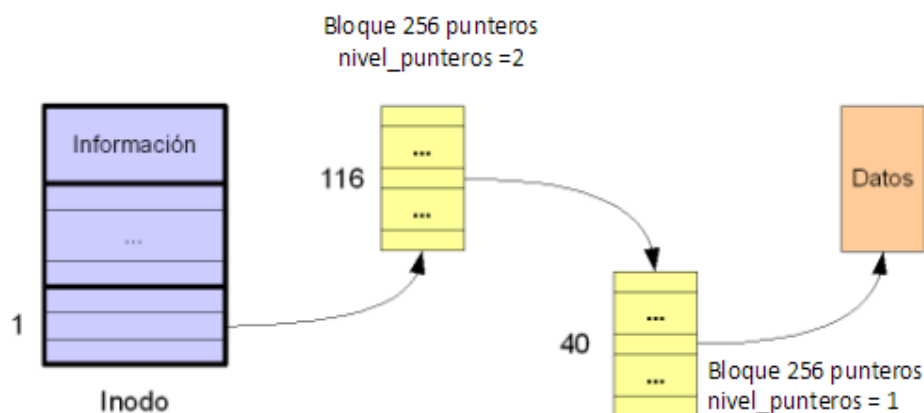 Bloque 256 punteros
nivel_punteros =2
Información
...
116
...
...
Datos
...
1
40
...
...
Bloque 256 punteros
nivel_punteros = 1
Inodo